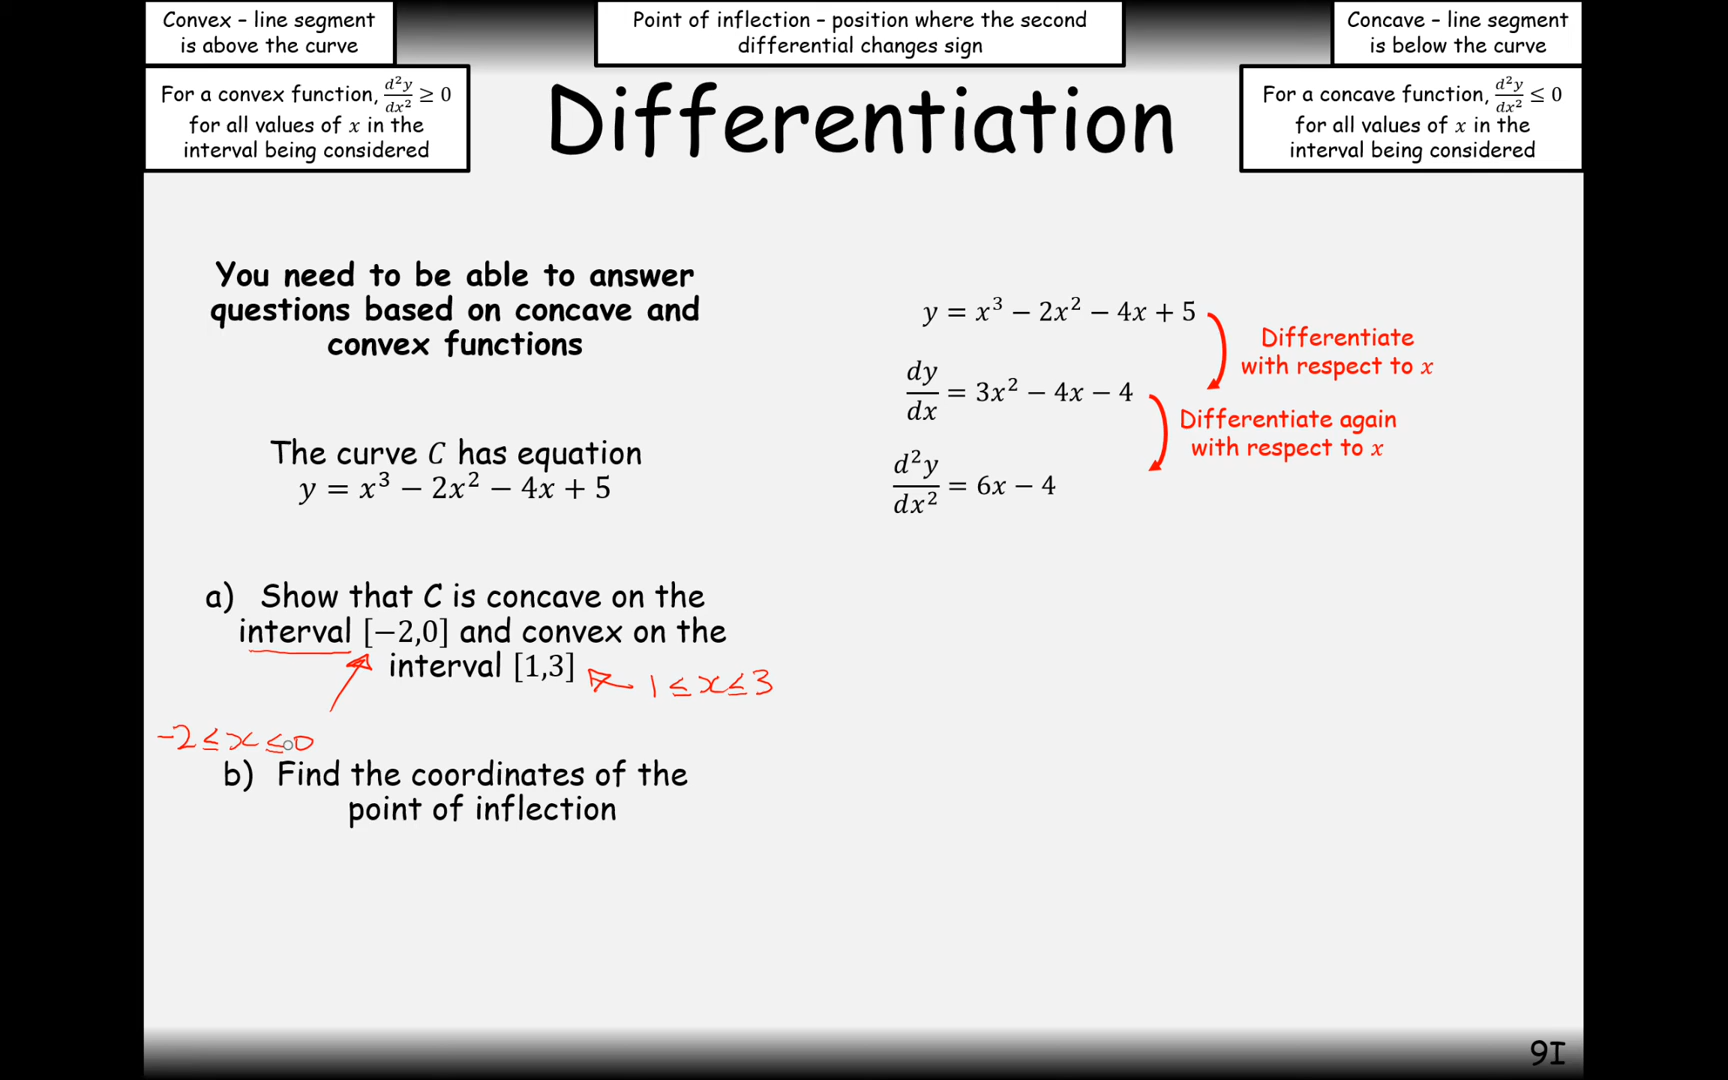 Convex – line segment
is above the curve
Point of inflection – position where the second
differential changes sign
Concave – line segment
is below the curve
For a convex function, d²y/dx² ≥ 0
for all values of x in the
interval being considered
Differentiation
For a concave function, d²y/dx² ≤ 0
for all values of x in the
interval being considered
You need to be able to answer
questions based on concave and
convex functions
The curve C has equation
y = x³ − 2x² − 4x + 5
a) Show that C is concave on the
interval [−2,0] and convex on the
interval [1,3]
1 ≤ x ≤ 3
-2 ≤ x ≤ 0
b) Find the coordinates of the
point of inflection
y = x³ − 2x² − 4x + 5
Differentiate
with respect to x
dy/dx = 3x² − 4x − 4
Differentiate again
with respect to x
d²y/dx² = 6x − 4
9I